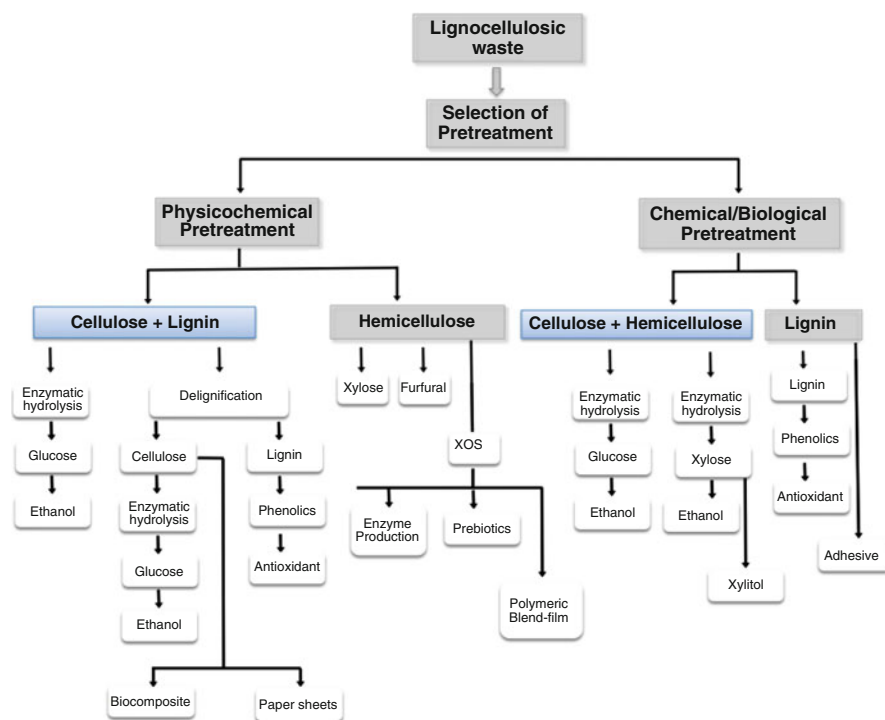 Lignocellulosic
waste
Selection of
Pretreatment
Physicochemical
Pretreatment
Chemical/Biological
Pretreatment
Cellulose + Lignin
Hemicellulose
Cellulose + Hemicellulose
Lignin
Enzymatic
hydrolysis
Glucose
Ethanol
Delignification
Cellulose
Enzymatic
hydrolysis
Glucose
Ethanol
Biocomposite
Paper sheets
Lignin
Phenolics
Antioxidant
Xylose
Furfural
XOS
Enzyme
Production
Prebiotics
Polymeric
Blend-film
Enzymatic
hydrolysis
Glucose
Ethanol
Enzymatic
hydrolysis
Xylose
Ethanol
Xylitol
Lignin
Phenolics
Antioxidant
Adhesive